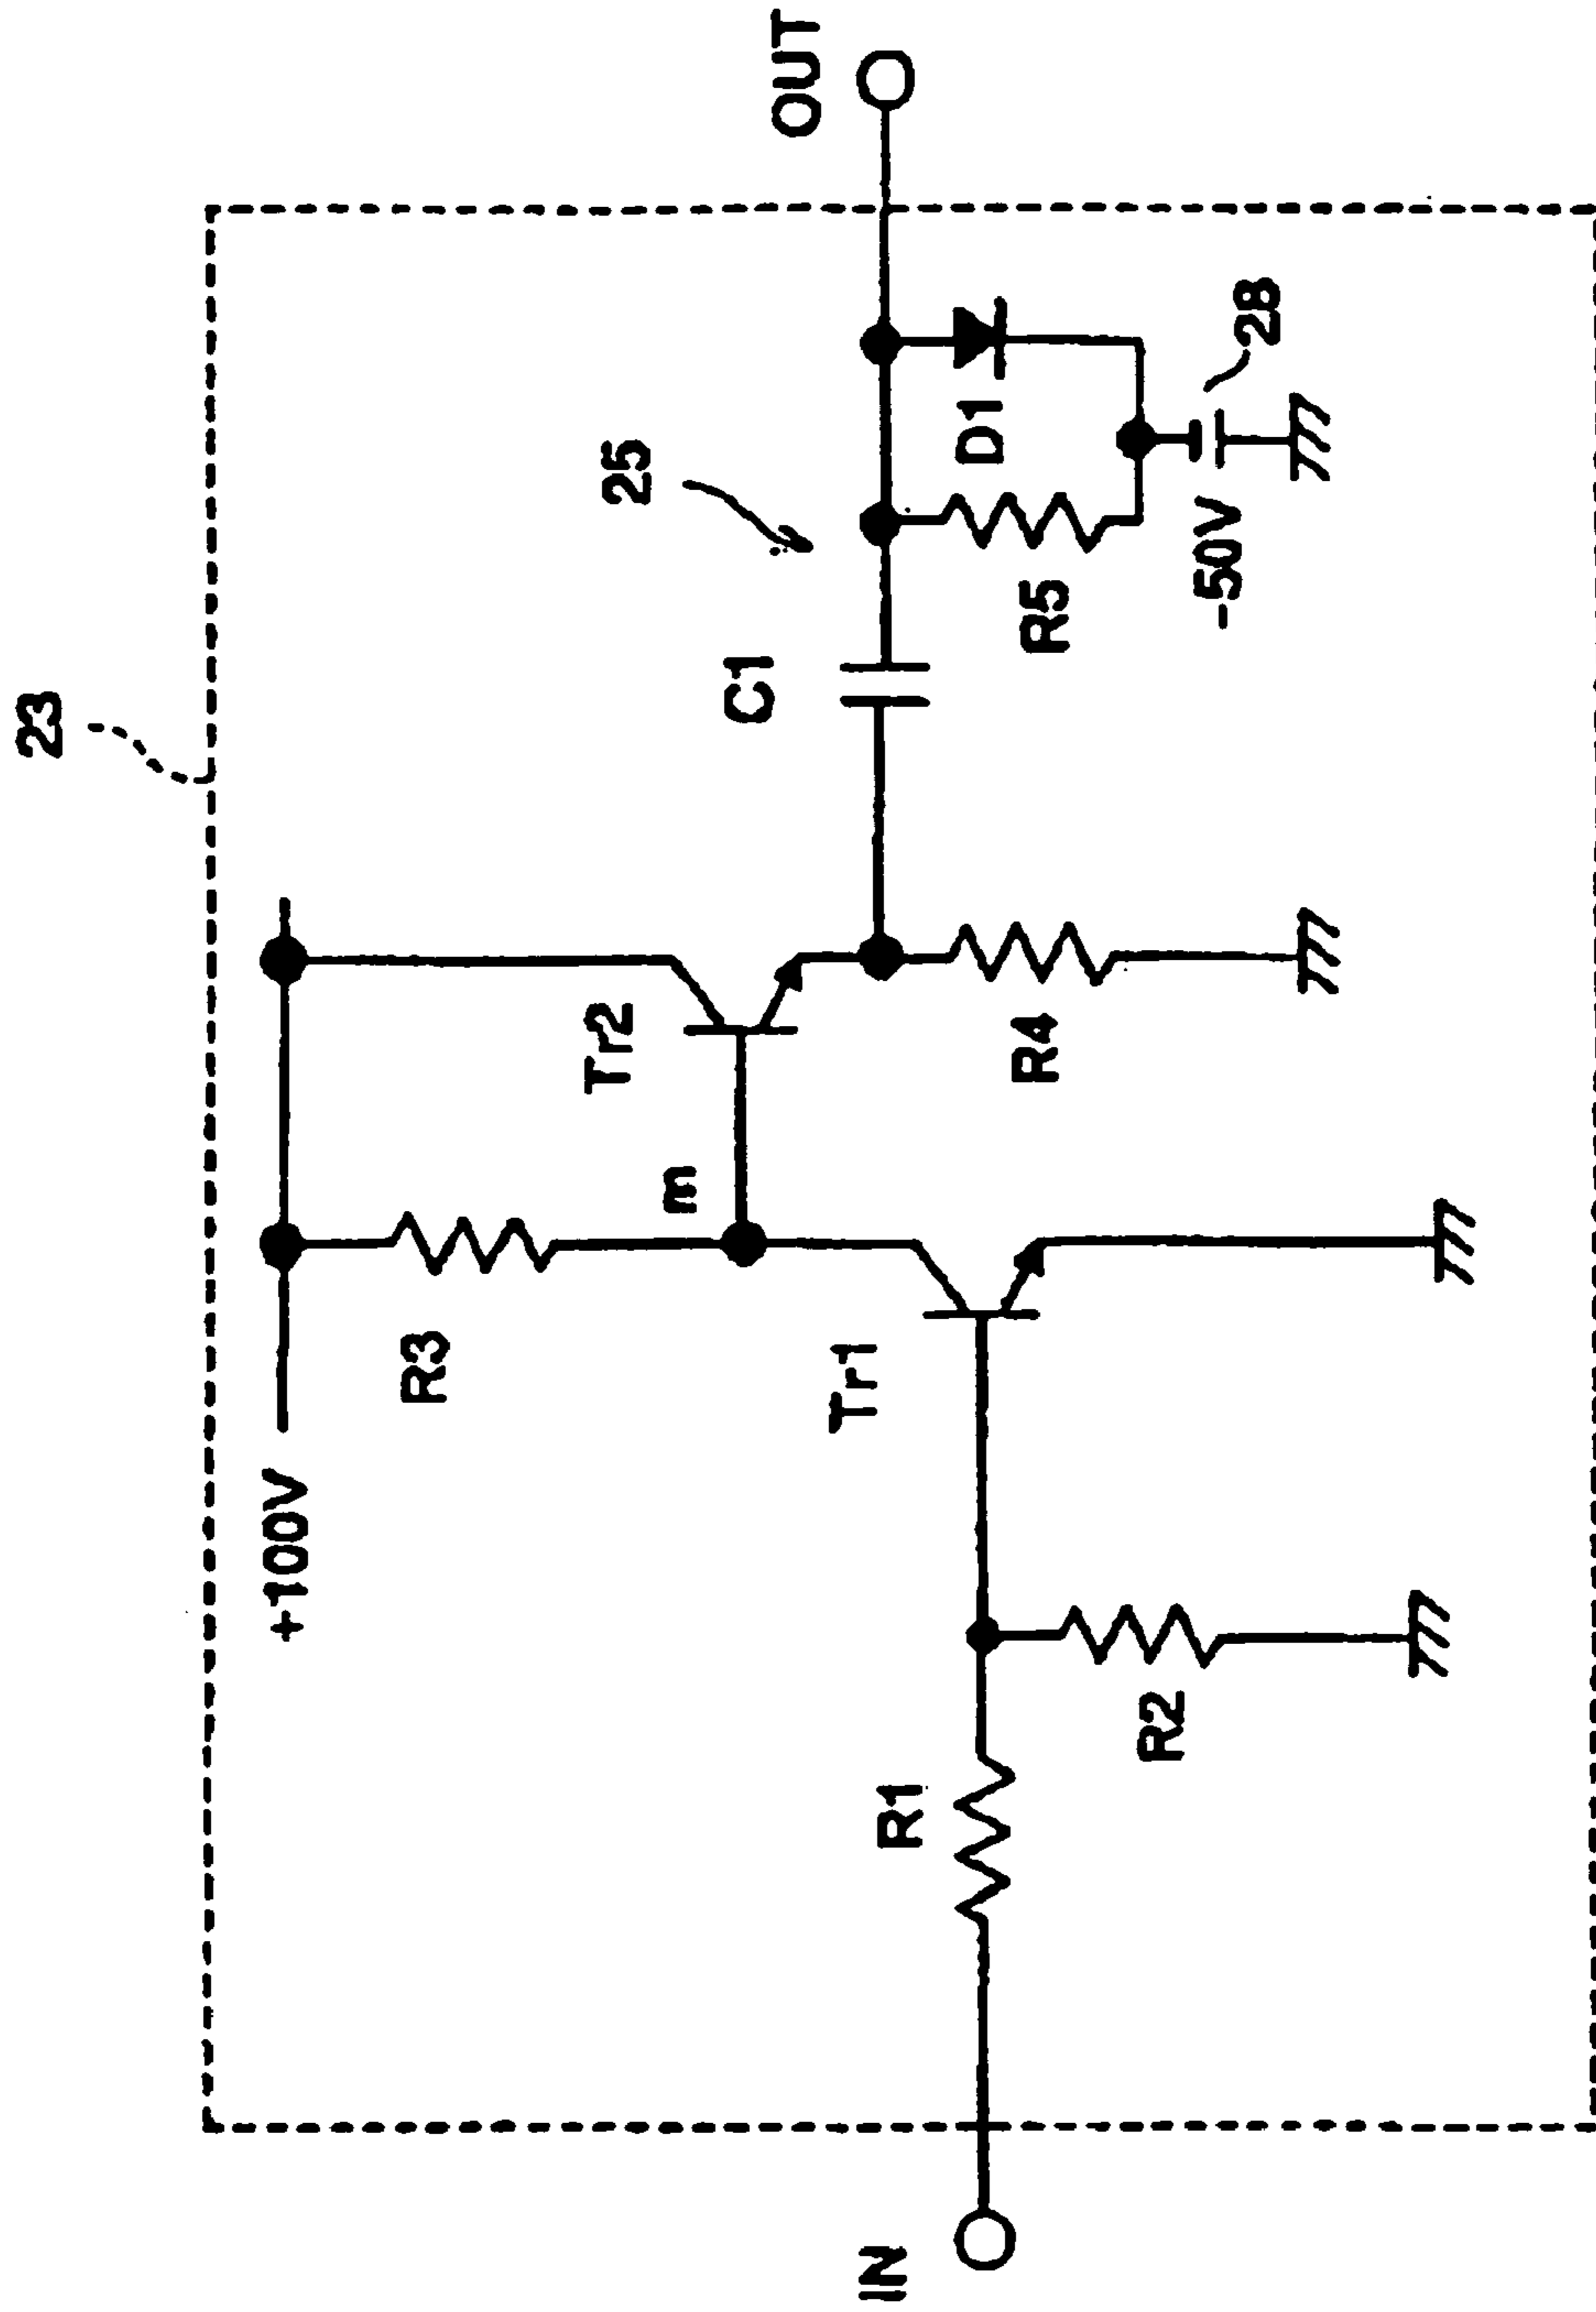 23
+100V
R3
m
Tr2
25
C1
OUT
IN
R1
R2
Tr1
R4
R5
D1
-50V
28